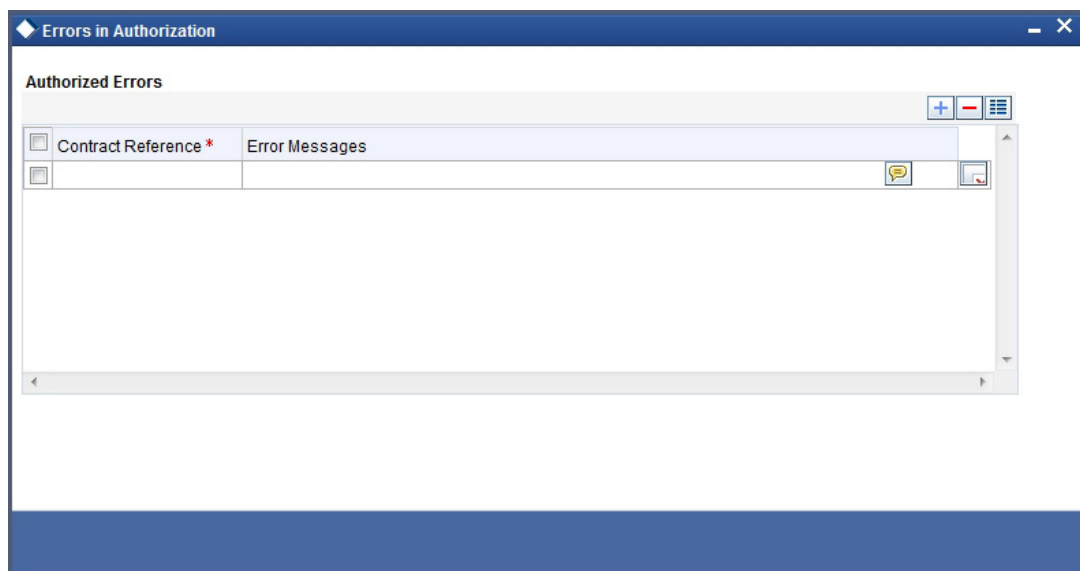 Errors in Authorization
Authorized Errors
Contract Reference * Error Messages